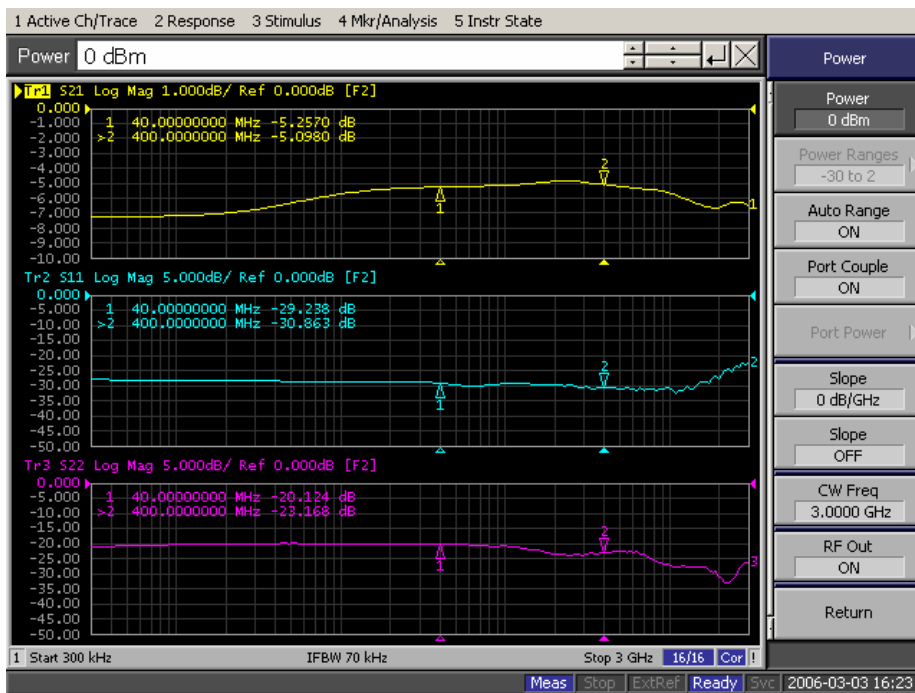 1 Active Ch/Trace 2 Response 3 Stimulus 4 Mkr/Analysis 5 Instr State
Power 0 dBm
Tr1 S21 Log Mag 1.000dB/ Ref 0.000dB [F2]
0.000
-1.000
-2.000
-3.000
-4.000
-5.000
-6.000
-7.000
-8.000
-9.000
-10.00
1 40.00000000 MHz -5.2570 dB
>2 400.0000000 MHz -5.0980 dB
2
1
1
Tr2 S11 Log Mag 5.000dB/ Ref 0.000dB [F2]
0.000
-5.000
-10.00
-15.00
-20.00
-25.00
-30.00
-35.00
-40.00
-45.00
-50.00
1 40.00000000 MHz -29.238 dB
>2 400.0000000 MHz -30.863 dB
2
1
2
Tr3 S22 Log Mag 5.000dB/ Ref 0.000dB [F2]
0.000
-5.000
-10.00
-15.00
-20.00
-25.00
-30.00
-35.00
-40.00
-45.00
-50.00
1 40.00000000 MHz -20.124 dB
>2 400.0000000 MHz -23.168 dB
2
1
3
1 Start 300 kHz IFBW 70 kHz Stop 3 GHz 16/16 Cor !
Power
Power
0 dBm
Power Ranges
-30 to 2
Auto Range
ON
Port Couple
ON
Port Power
Slope
0 dB/GHz
Slope
OFF
CW Freq
3.0000 GHz
RF Out
ON
Return
Meas Stop ExtRef Ready Svc 2006-03-03 16:23